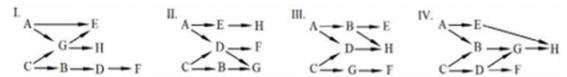 I. II. III. IV.
A E A E H A B E A E
G H D F D H B G H
C B D F C B G C G F C D F